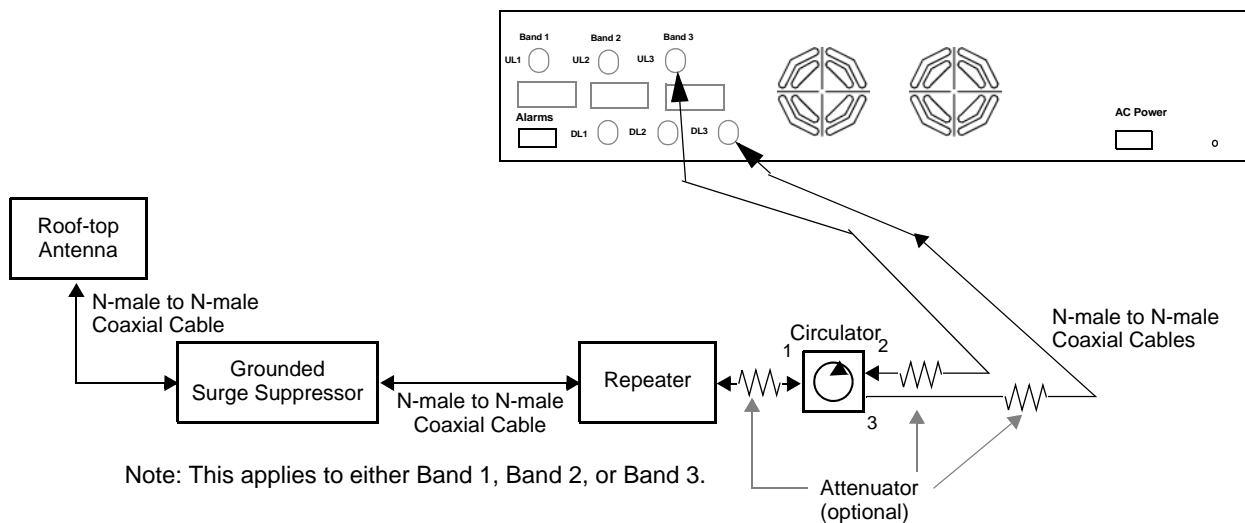 Band 1 Band 2 Band 3
UL1 UL2 UL3
Alarms
DL1 DL2 DL3
AC Power
o
Roof-top
Antenna
N-male to N-male
Coaxial Cable
Grounded
Surge Suppressor
N-male to N-male
Coaxial Cable
Repeater
Circulator
1 2
3
N-male to N-male
Coaxial Cables
Note: This applies to either Band 1, Band 2, or Band 3.
Attenuator
(optional)